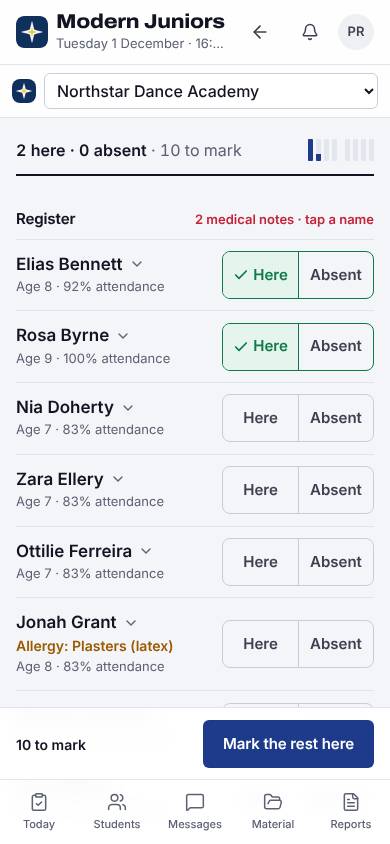 Modern Juniors
Tuesday 1 December · 16:...
PR
Northstar Dance Academy
2 here · 0 absent · 10 to mark
Register
2 medical notes · tap a name
Elias Bennett
Age 8 · 92% attendance
Here
Absent
Rosa Byrne
Age 9 · 100% attendance
Here
Absent
Nia Doherty
Age 7 · 83% attendance
Here
Absent
Zara Ellery
Age 7 · 83% attendance
Here
Absent
Ottilie Ferreira
Age 7 · 83% attendance
Here
Absent
Jonah Grant
Allergy: Plasters (latex)
Age 8 · 83% attendance
Here
Absent
10 to mark
Mark the rest here
Today
Students
Messages
Material
Reports